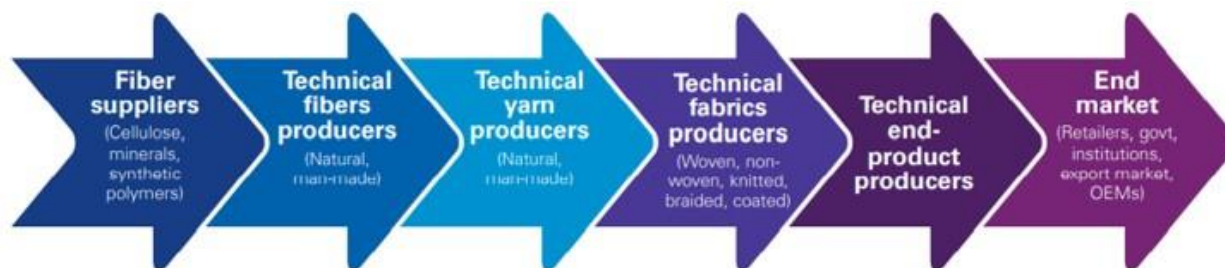 Fiber
suppliers
(Cellulose,
minerals,
synthetic
polymers)
Technical
fibers
producers
(Natural,
man-made)
Technical
yarn
producers
(Natural,
man-made)
Technical
fabrics
producers
(Woven, non-
woven, knitted,
braided, coated)
Technical
end-
product
producers
End
market
(Retailers, govt,
institutions,
export market,
OEMs)